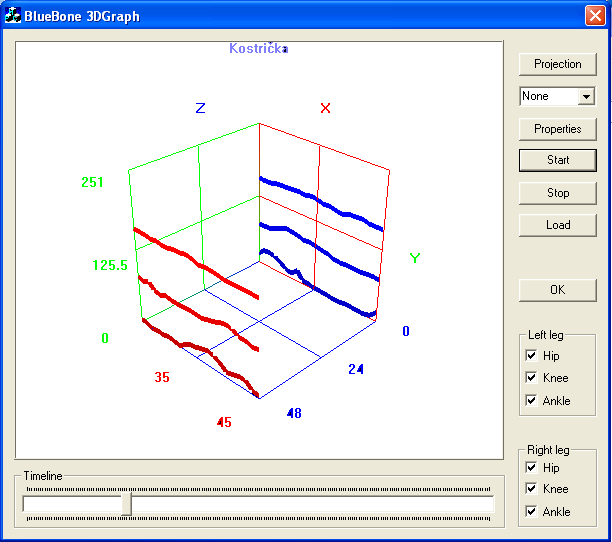 BlueBone 3DGraph
Kostrička
Z
X
251
Y
125.5
0
0
35
24
48
45
Projection
None
Properties
Start
Stop
Load
OK
Left leg
Hip
Knee
Ankle
Right leg
Hip
Knee
Ankle
Timeline